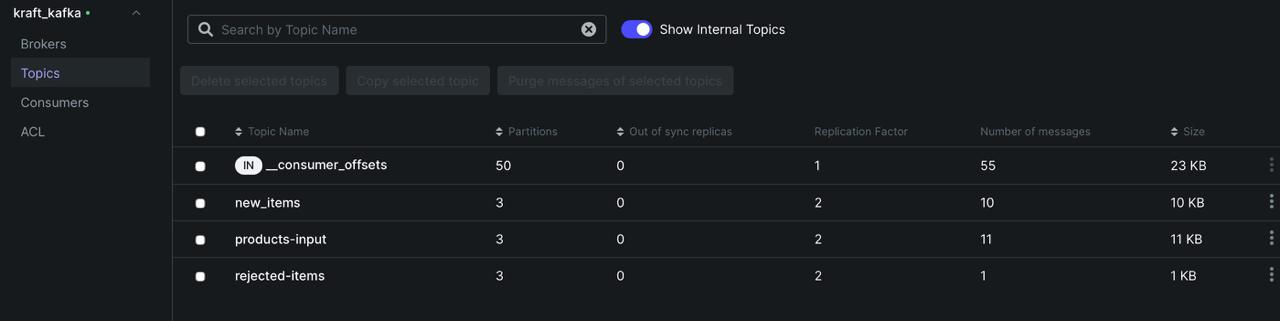 kraft_kafka
Brokers
Topics
Consumers
ACL
Search by Topic Name
Show Internal Topics
Delete selected topics Copy selected topic Purge messages of selected topics
Topic Name Partitions Out of sync replicas Replication Factor Number of messages Size
IN __consumer_offsets 50 0 1 55 23 KB
new_items 3 0 2 10 10 KB
products-input 3 0 2 11 11 KB
rejected-items 3 0 2 1 1 KB